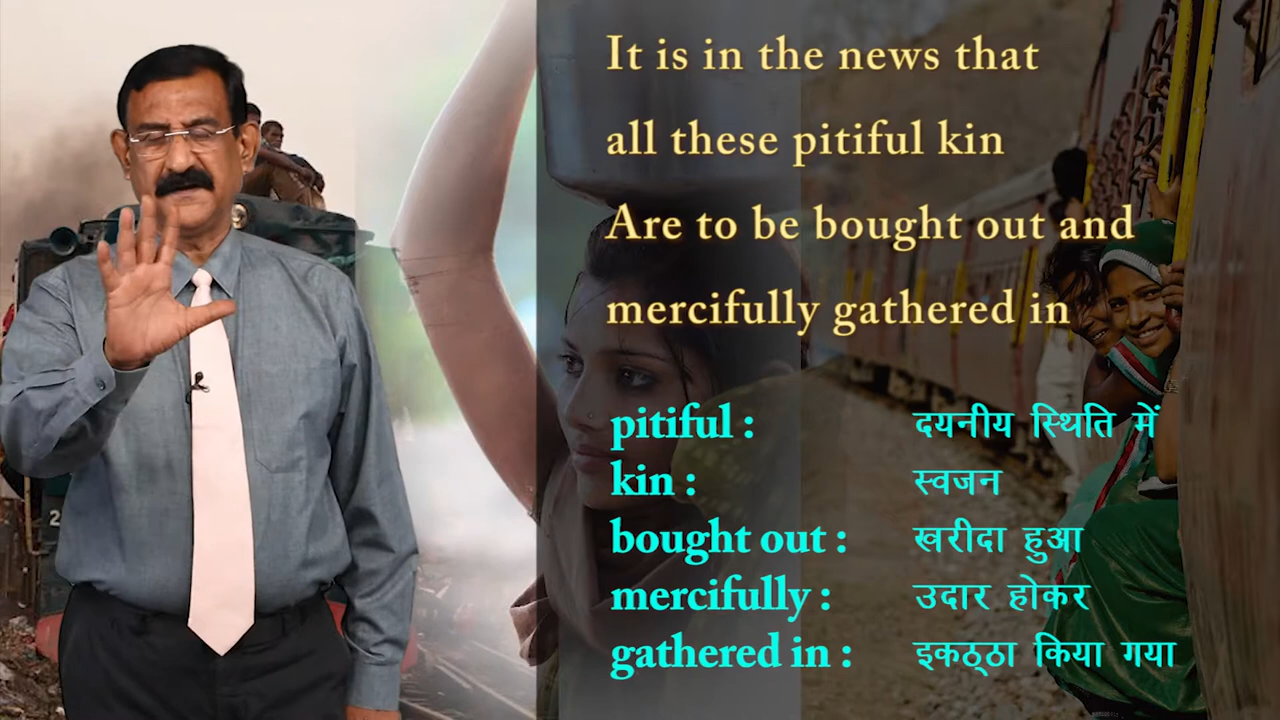 It is in the news that
all these pitiful kin
Are to be bought out and
mercifully gathered in
pitiful : दयनीय स्थिति में
kin : स्वजन
bought out : खरीदा हुआ
mercifully : उदार होकर
gathered in : इकठ्ठा किया गया
2